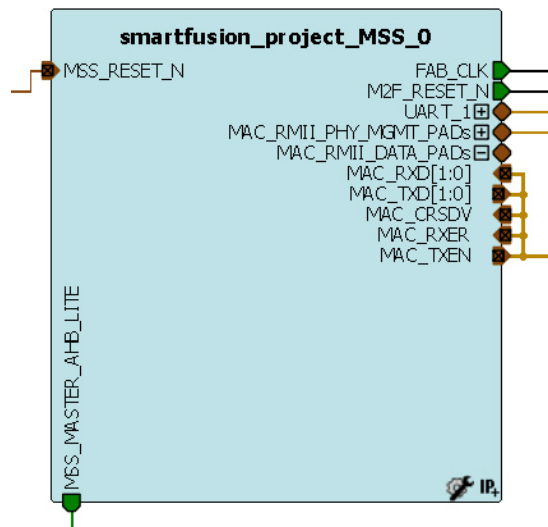 smartfusion_project_MSS_0
MSS_RESET_N
FAB_CLK
M2F_RESET_N
UART_1
MAC_RMII_PHY_MGMT_PADs
MAC_RMII_DATA_PADs
MAC_RXD[1:0]
MAC_TXD[1:0]
MAC_CRSDV
MAC_RXER
MAC_TXEN
MSS_MASTER_AHB_LITE
IP+